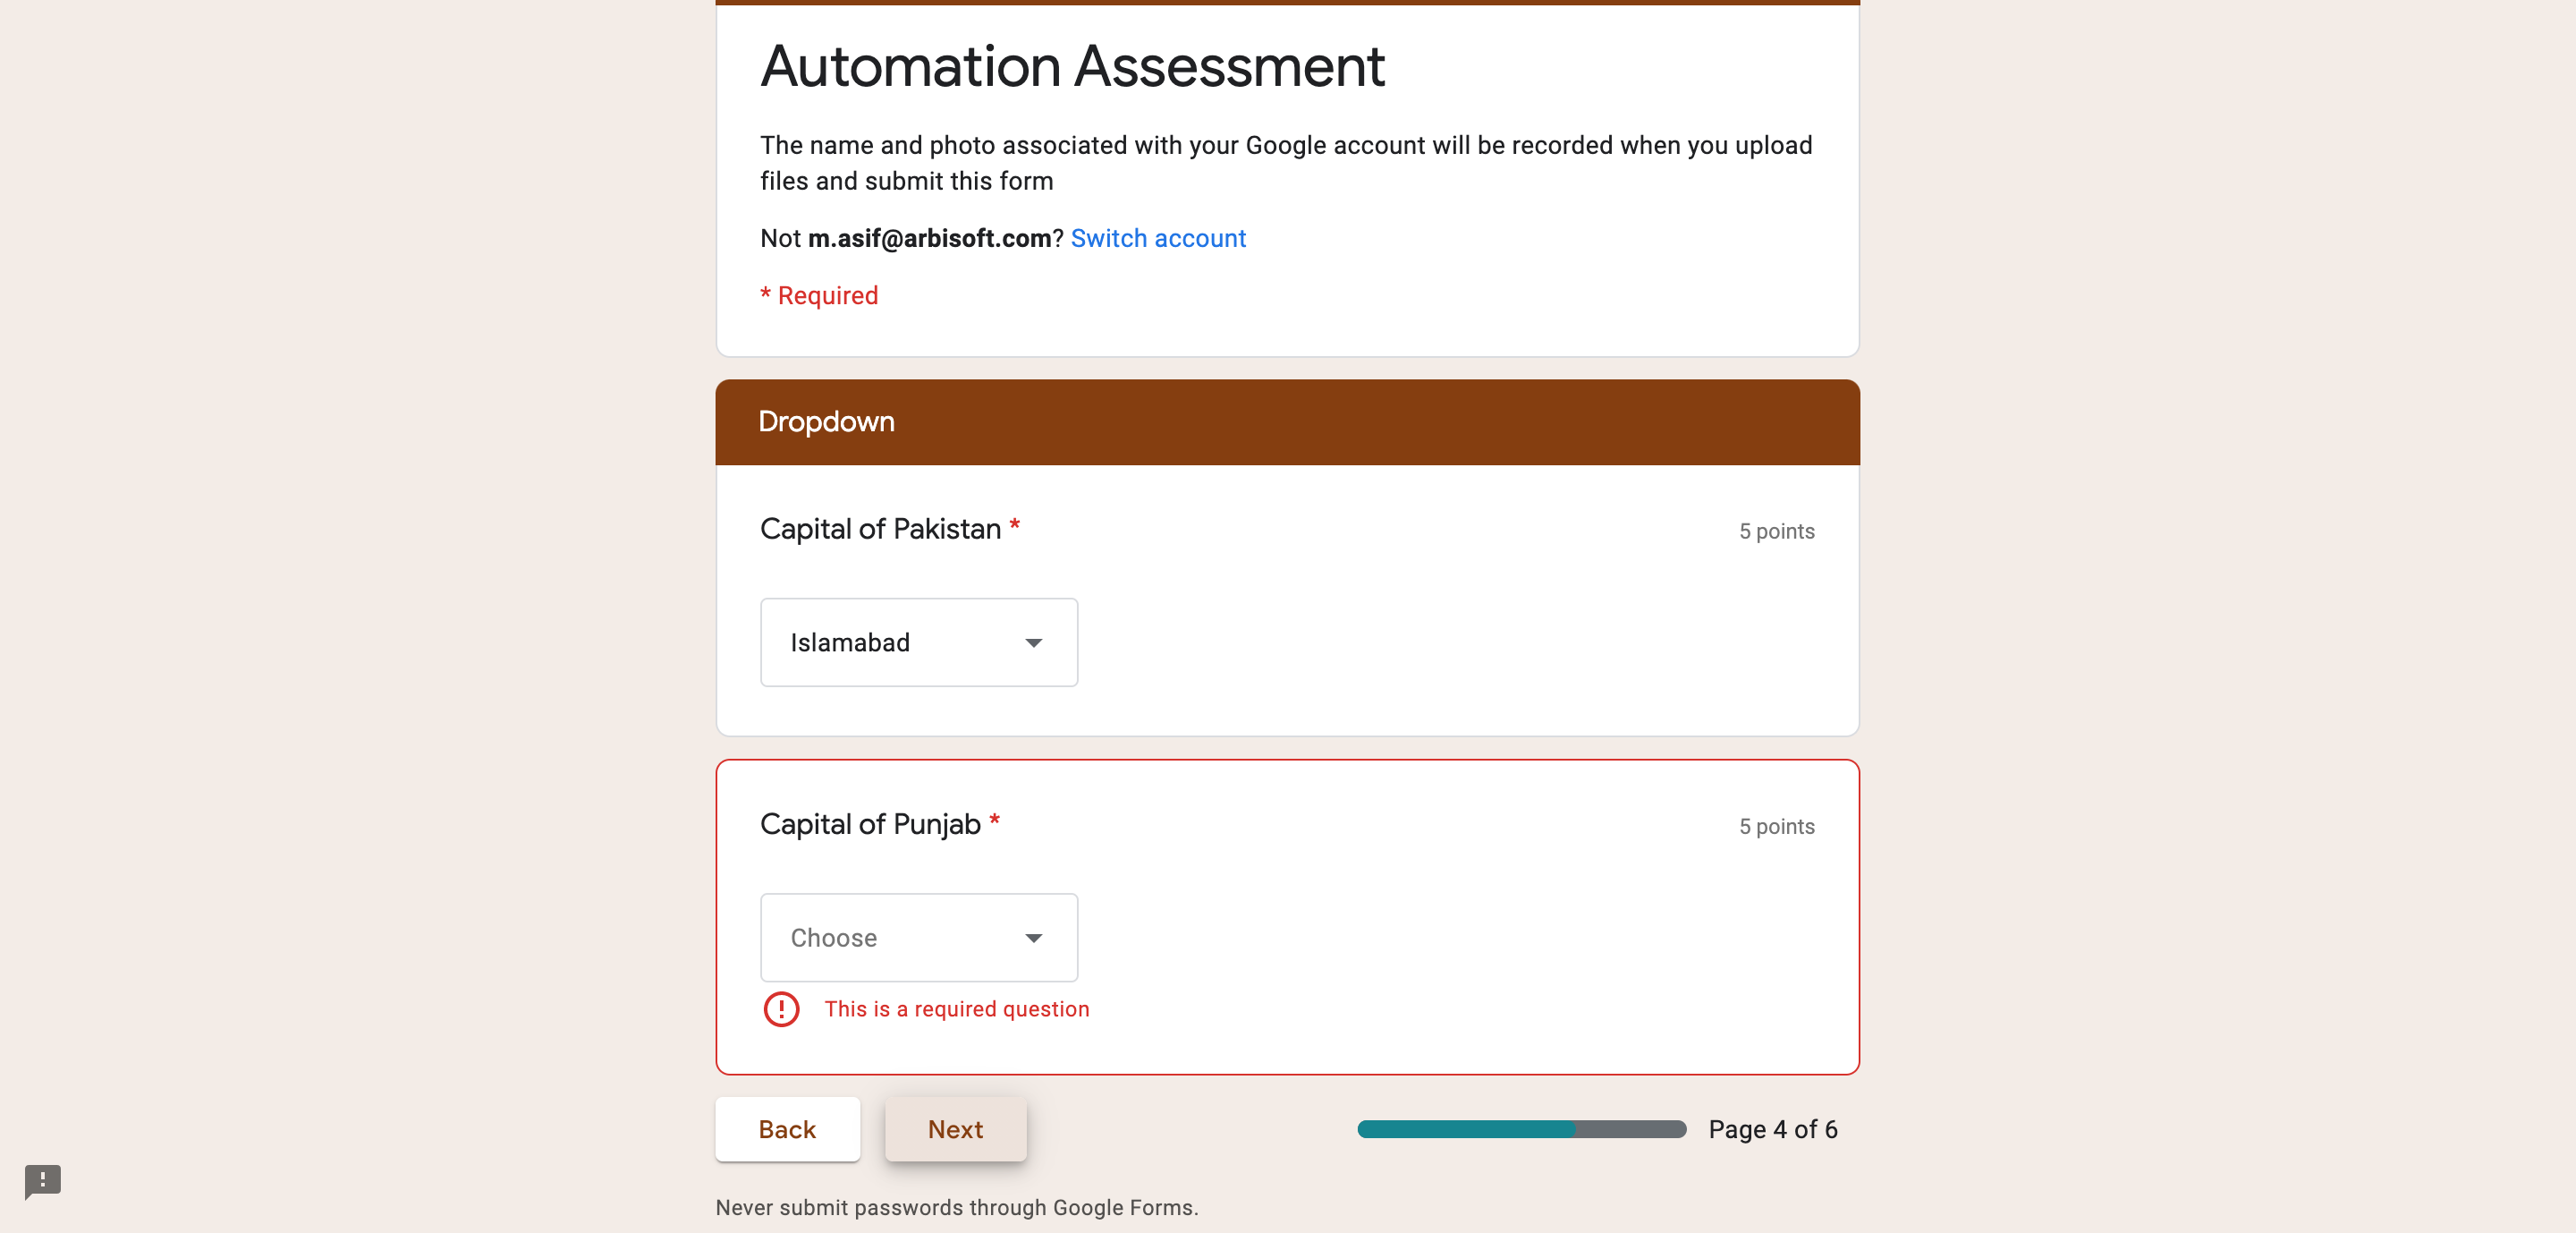 Automation Assessment
The name and photo associated with your Google account will be recorded when you upload
files and submit this form
Not m.asif@arbisoft.com? Switch account
* Required
Dropdown
Capital of Pakistan *
5 points
Islamabad
Capital of Punjab *
5 points
Choose
This is a required question
Back
Next
Page 4 of 6
Never submit passwords through Google Forms.